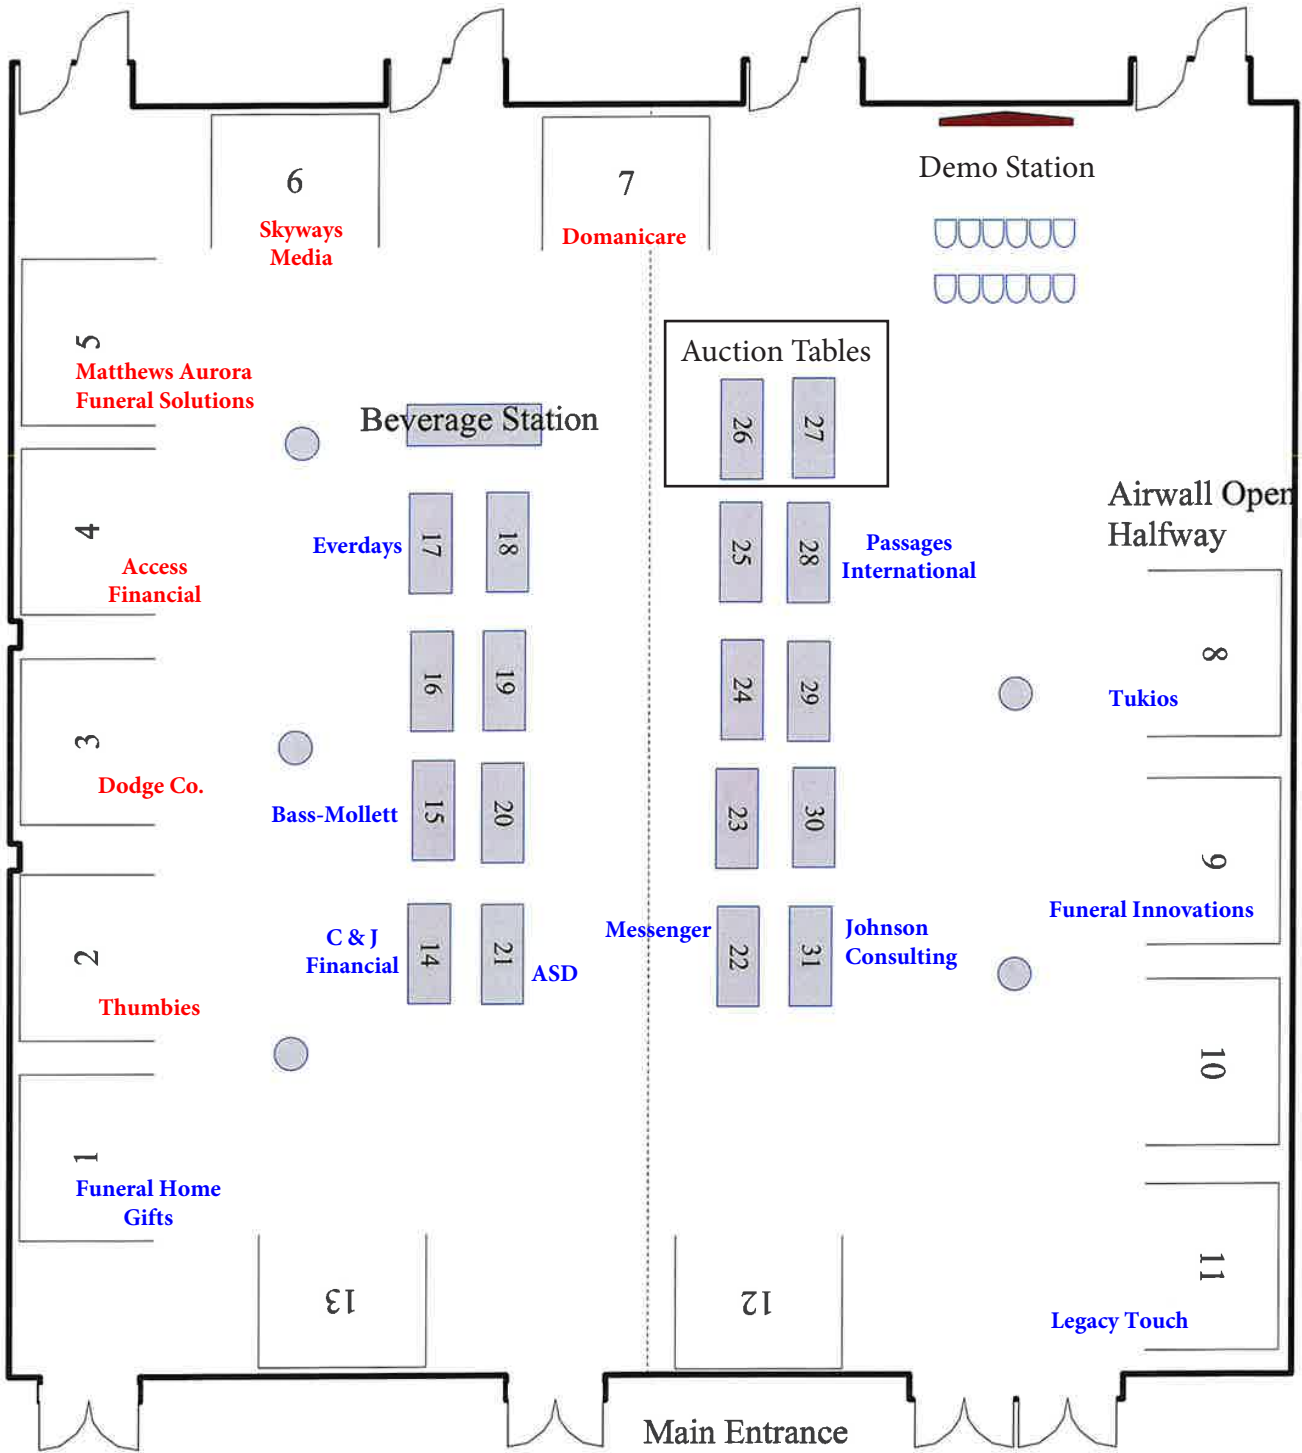 6
Skyways
Media
7
Domanicare
Demo Station
5
Matthews Aurora
Funeral Solutions
Auction Tables
26
27
Beverage Station
4
Access
Financial
Everdays
17
18
25
28
Passages
International
Airwall Open
Halfway
8
Tukios
16
19
24
29
3
Dodge Co.
Bass-Mollett
15
20
23
30
9
Funeral Innovations
2
Thumbies
C & J
Financial
14
21
ASD
Messenger
22
31
Johnson
Consulting
10
1
Funeral Home
Gifts
11
Legacy Touch
13
12
Main Entrance